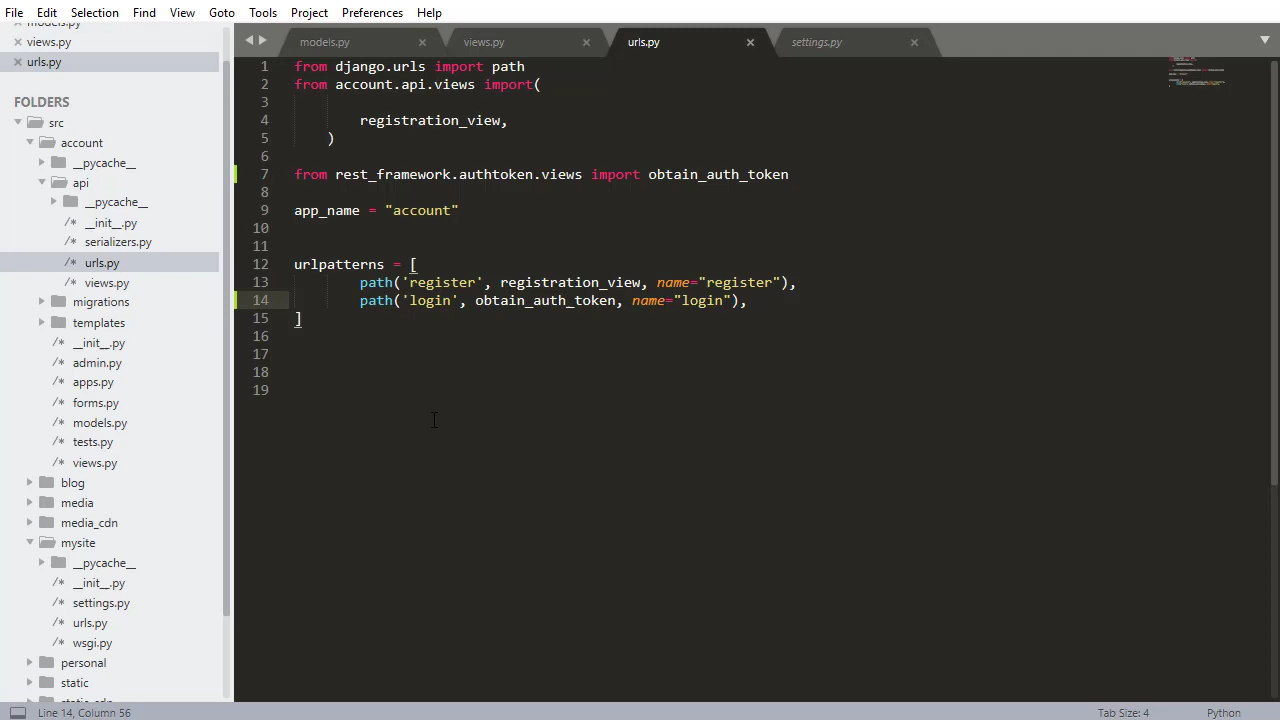 File Edit Selection Find View Goto Tools Project Preferences Help
models.py
views.py
urls.py
FOLDERS
src
account
__pycache__
api
__pycache__
__init__.py
serializers.py
urls.py
views.py
migrations
templates
__init__.py
admin.py
apps.py
forms.py
models.py
tests.py
views.py
blog
media
media_cdn
mysite
__pycache__
__init__.py
settings.py
urls.py
wsgi.py
personal
static
static_cdn
models.py views.py urls.py settings.py
1 from django.urls import path
2 from account.api.views import(
3
4 registration_view,
5 )
6
7 from rest_framework.authtoken.views import obtain_auth_token
8
9 app_name = "account"
10
11
12 urlpatterns = [
13 path('register', registration_view, name="register"),
14 path('login', obtain_auth_token, name="login"),
15 ]
16
17
18
19
Line 14, Column 56 Tab Size: 4 Python